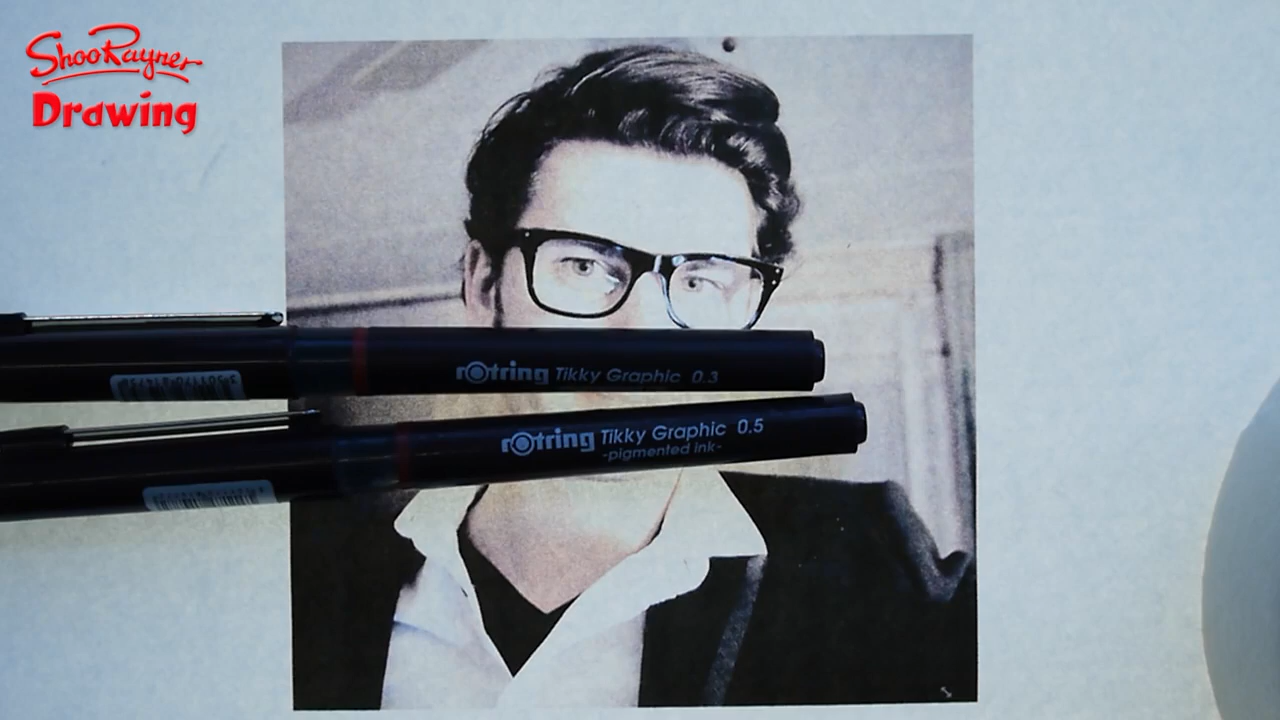 ShooRayner
Drawing
rOtring Tikky Graphic 0.3
rOtring Tikky Graphic 0.5
-pigmented ink-